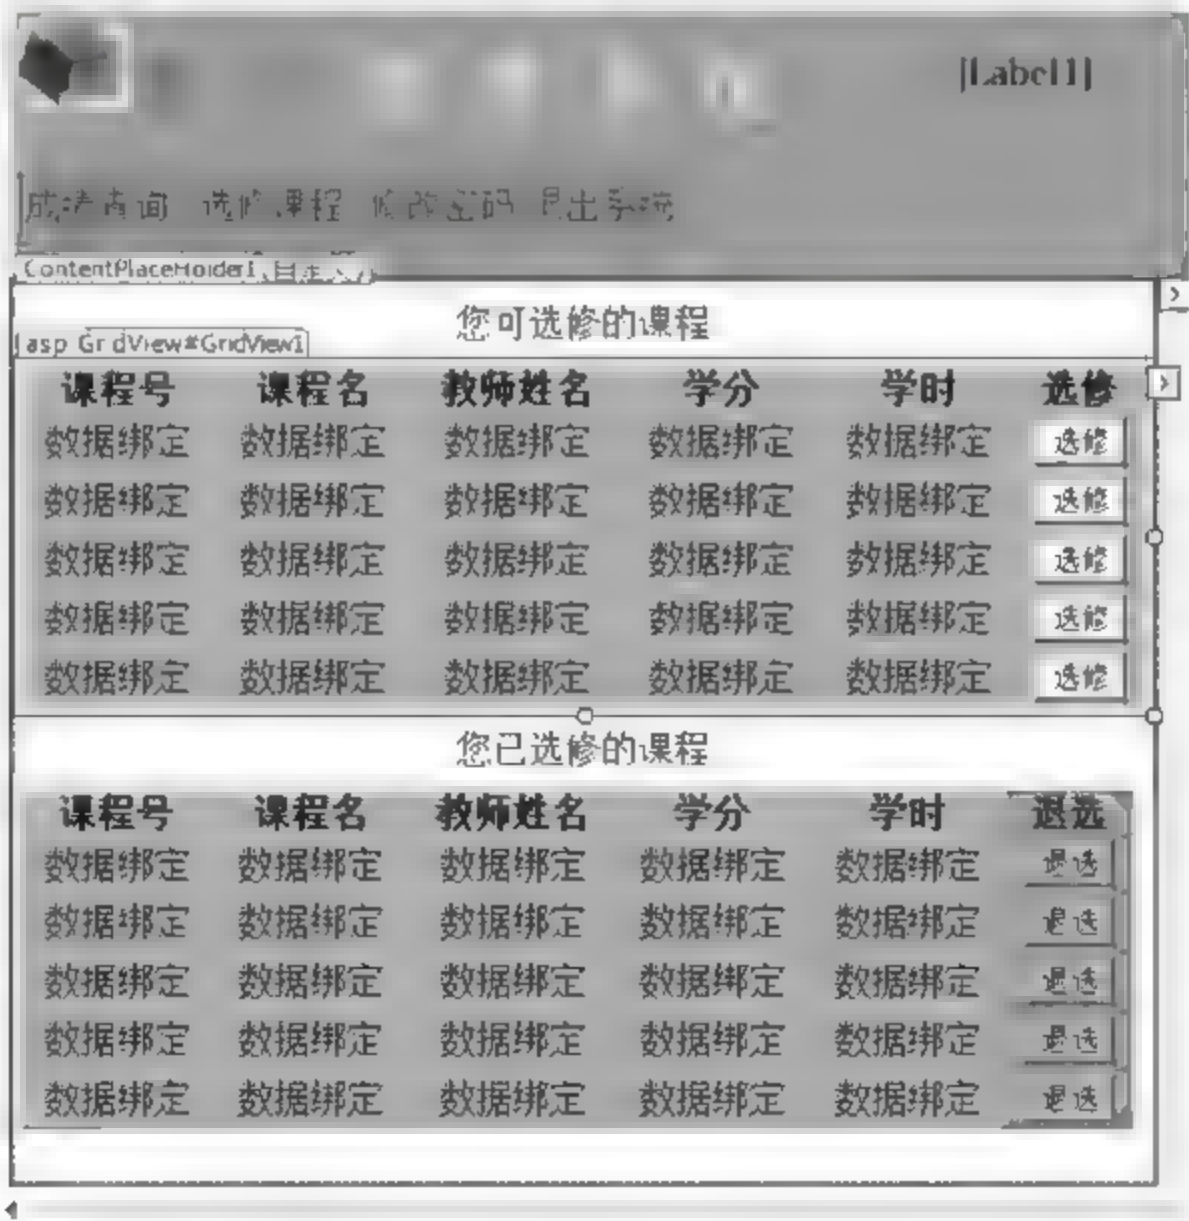 [Label1]
成绩查询 选修课程 修改密码 退出系统
ContentPlaceHolder1 (自定义)
您可选修的课程
asp:GridView#GridView1
课程号 课程名 教师姓名 学分 学时 选修
数据绑定 数据绑定 数据绑定 数据绑定 数据绑定 选修
数据绑定 数据绑定 数据绑定 数据绑定 数据绑定 选修
数据绑定 数据绑定 数据绑定 数据绑定 数据绑定 选修
数据绑定 数据绑定 数据绑定 数据绑定 数据绑定 选修
数据绑定 数据绑定 数据绑定 数据绑定 数据绑定 选修
您已选修的课程
课程号 课程名 教师姓名 学分 学时 退选
数据绑定 数据绑定 数据绑定 数据绑定 数据绑定 退选
数据绑定 数据绑定 数据绑定 数据绑定 数据绑定 退选
数据绑定 数据绑定 数据绑定 数据绑定 数据绑定 退选
数据绑定 数据绑定 数据绑定 数据绑定 数据绑定 退选
数据绑定 数据绑定 数据绑定 数据绑定 数据绑定 退选